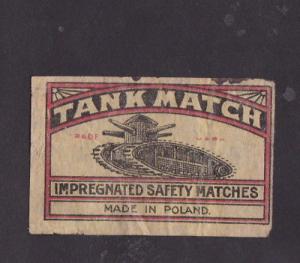 TANK MATCH
IMPREGNATED SAFETY MATCHES
MADE IN POLAND.